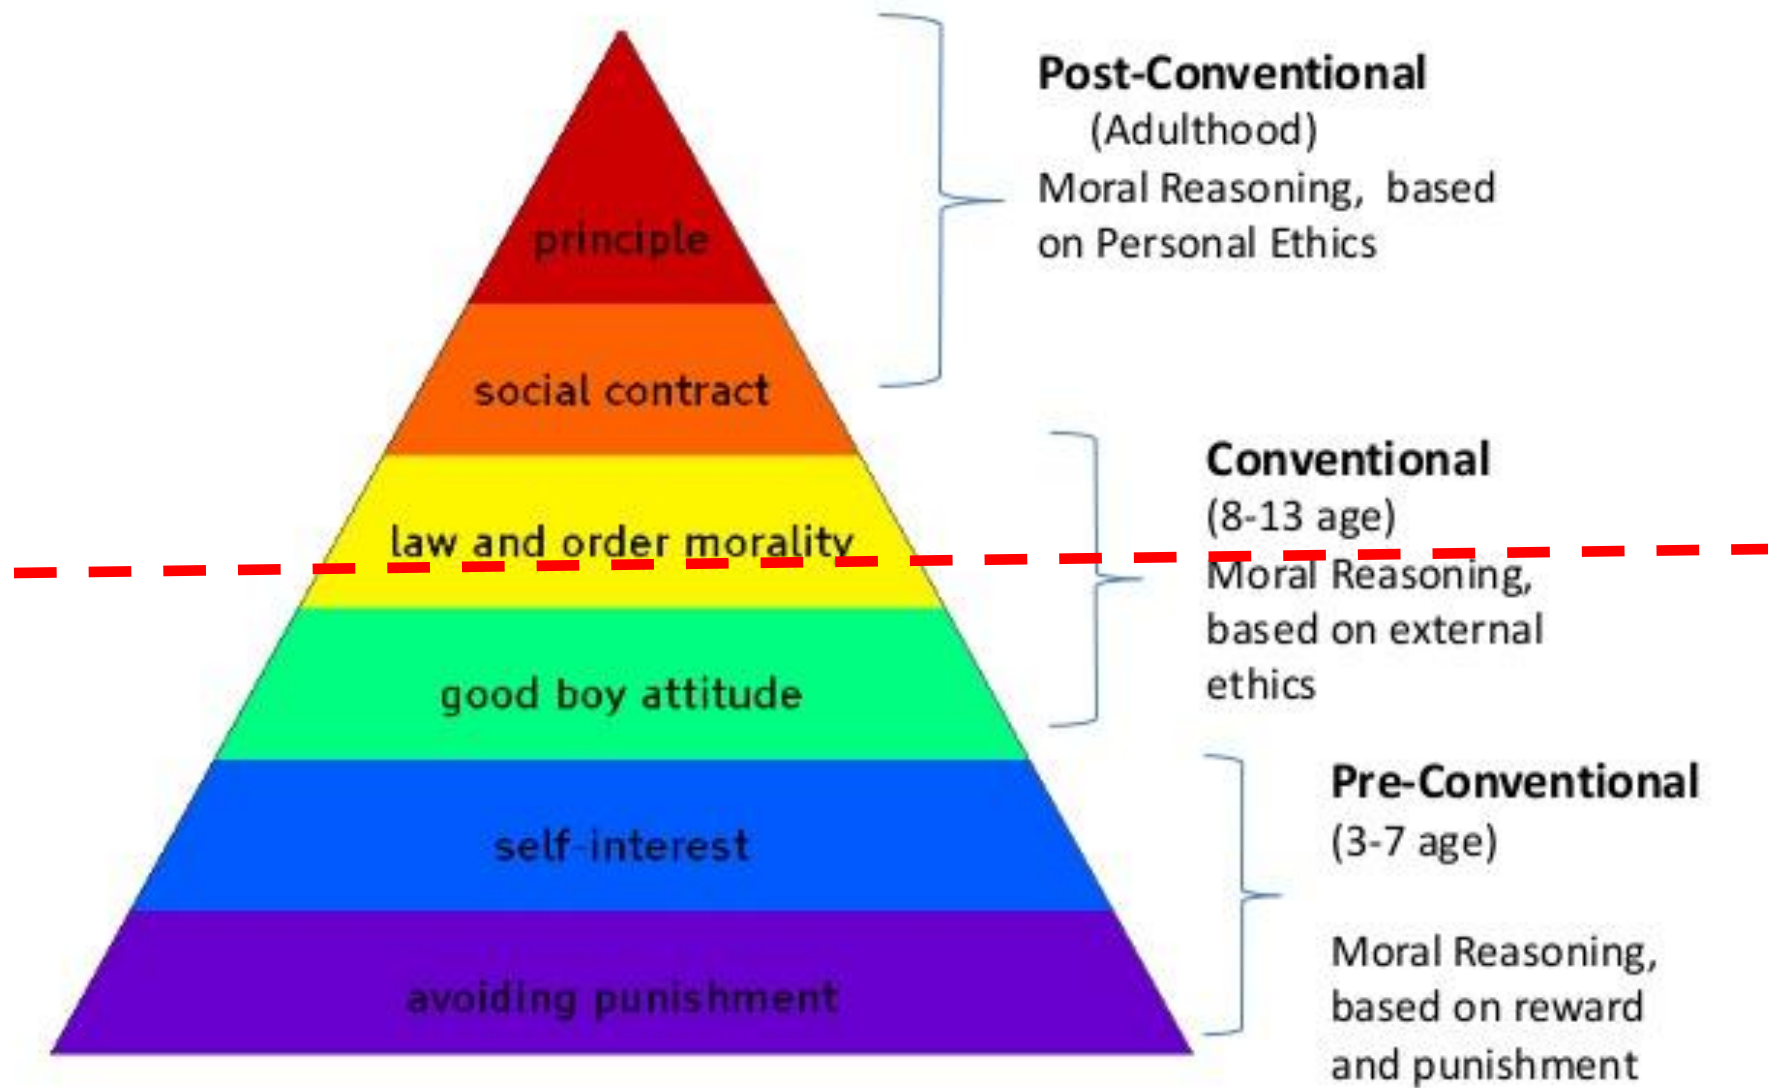 principle
social contract
law and order morality
good boy attitude
self-interest
avoiding punishment
Post-Conventional
(Adulthood)
Moral Reasoning, based
on Personal Ethics
Conventional
(8-13 age)
Moral Reasoning,
based on external
ethics
Pre-Conventional
(3-7 age)
Moral Reasoning,
based on reward
and punishment